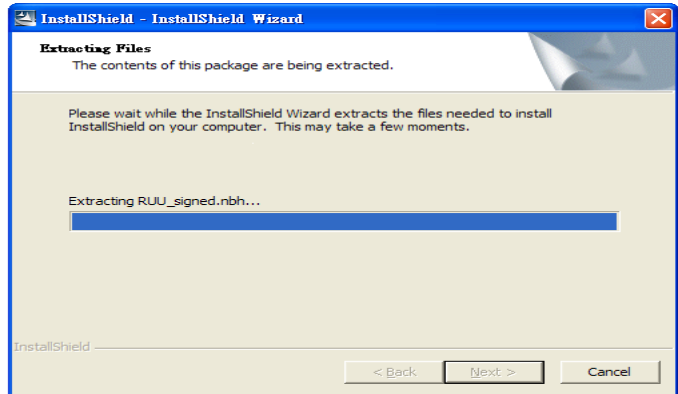 InstallShield - InstallShield Wizard
Extracting Files
The contents of this package are being extracted.
Please wait while the InstallShield Wizard extracts the files needed to install
InstallShield on your computer.  This may take a few moments.
Extracting RUU_signed.nbh...
InstallShield
< Back
Next >
Cancel